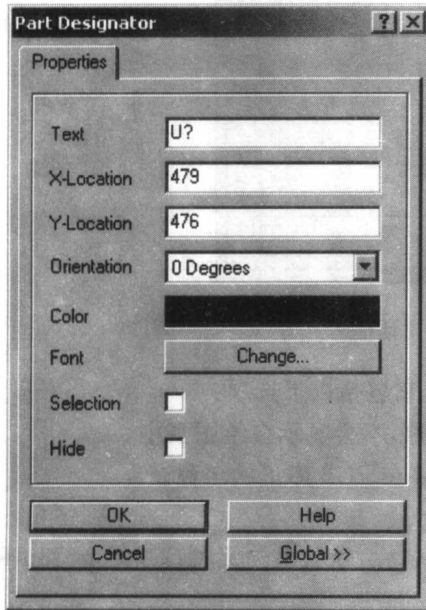 Part Designator ? X
Properties
Text U?
X-Location 479
Y-Location 476
Orientation 0 Degrees
Color
Font Change...
Selection
Hide
OK Help
Cancel Global >>